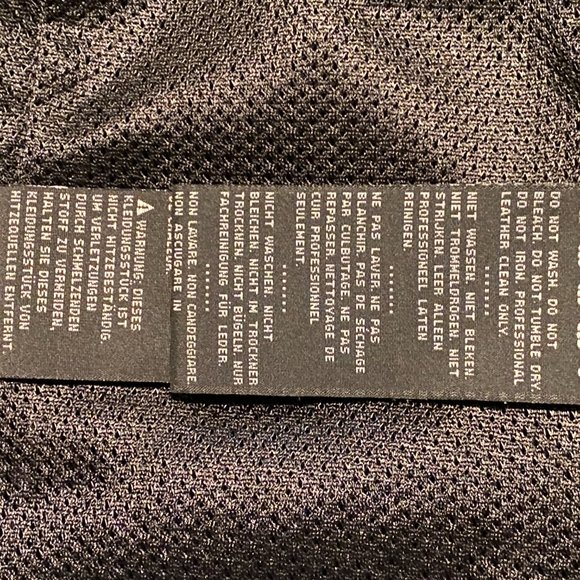 DO NOT WASH. DO NOT
BLEACH. DO NOT TUMBLE DRY.
DO NOT IRON. PROFESSIONAL
LEATHER CLEAN ONLY.
.......
NIET WASSEN. NIET BLEKEN.
NIET TROMMELDROGEN. NIET
STRIJKEN. LEER ALLEEN
PROFESSIONEEL LATEN
REINIGEN.
.......
NE PAS LAVER. NE PAS
BLANCHIR. PAS DE SÉCHAGE
PAR CULBUTAGE. NE PAS
REPASSER. NETTOYAGE DE
CUIR PROFESSIONNEL
SEULEMENT.
.......
NICHT WASCHEN. NICHT
BLEICHEN. NICHT IM TROCKNER
TROCKNEN. NICHT BÜGELN. NUR
FACHREINIGUNG FÜR LEDER.
.......
NON LAVARE. NON CANDEGGIARE.
NON ASCIUGARE IN
WARNUNG: DIESES
KLEIDUNGSSTÜCK IST
NICHT HITZEBESTÄNDIG.
UM VERLETZUNGEN
DURCH SCHMELZENDEN
STOFF ZU VERMEIDEN,
HALTEN SIE DIESES
KLEIDUNGSSTÜCK VON
HITZEQUELLEN ENTFERNT.